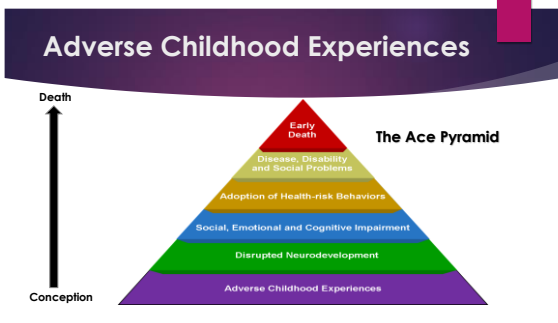 Adverse Childhood Experiences
Death
The Ace Pyramid
Early
Death
Disease, Disability
and Social Problems
Adoption of Health-risk Behaviors
Social, Emotional and Cognitive Impairment
Disrupted Neurodevelopment
Adverse Childhood Experiences
Conception